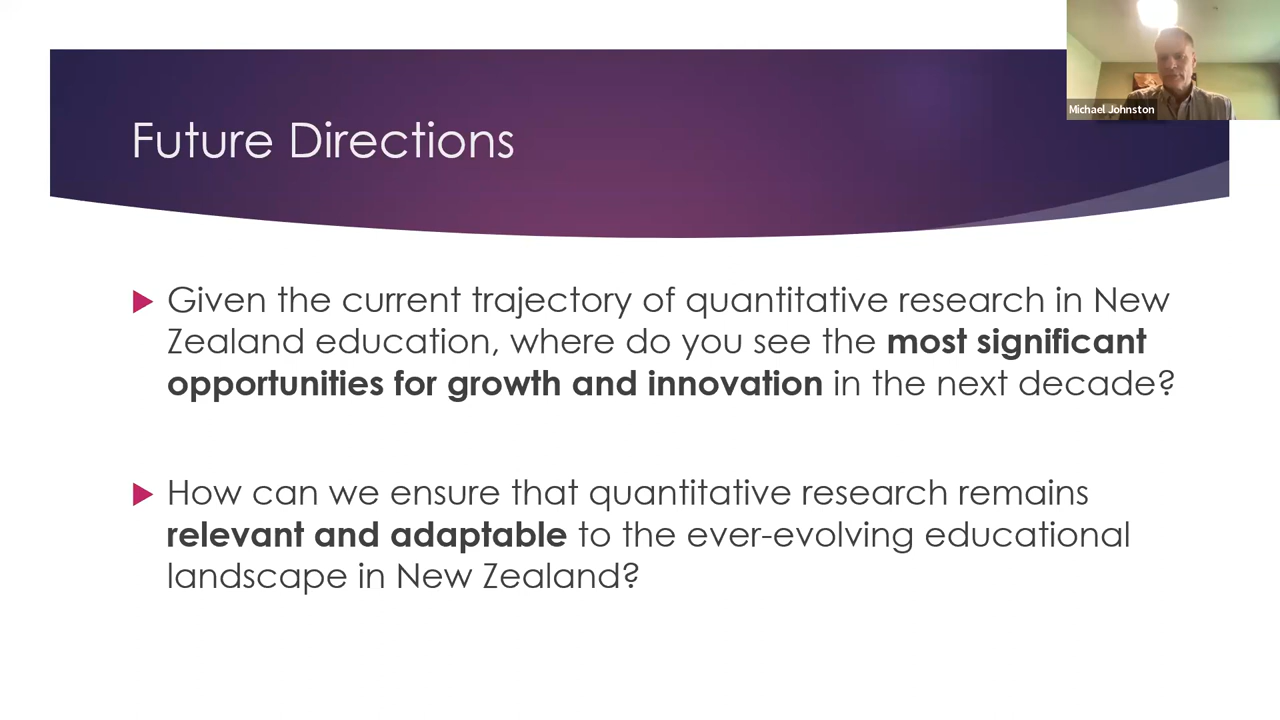 Michael Johnston
Future Directions
Given the current trajectory of quantitative research in New
Zealand education, where do you see the most significant
opportunities for growth and innovation in the next decade?
How can we ensure that quantitative research remains
relevant and adaptable to the ever-evolving educational
landscape in New Zealand?